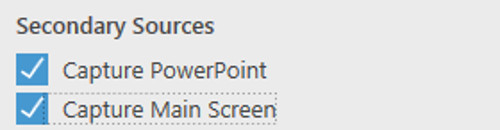 Secondary Sources
Capture PowerPoint
Capture Main Screen